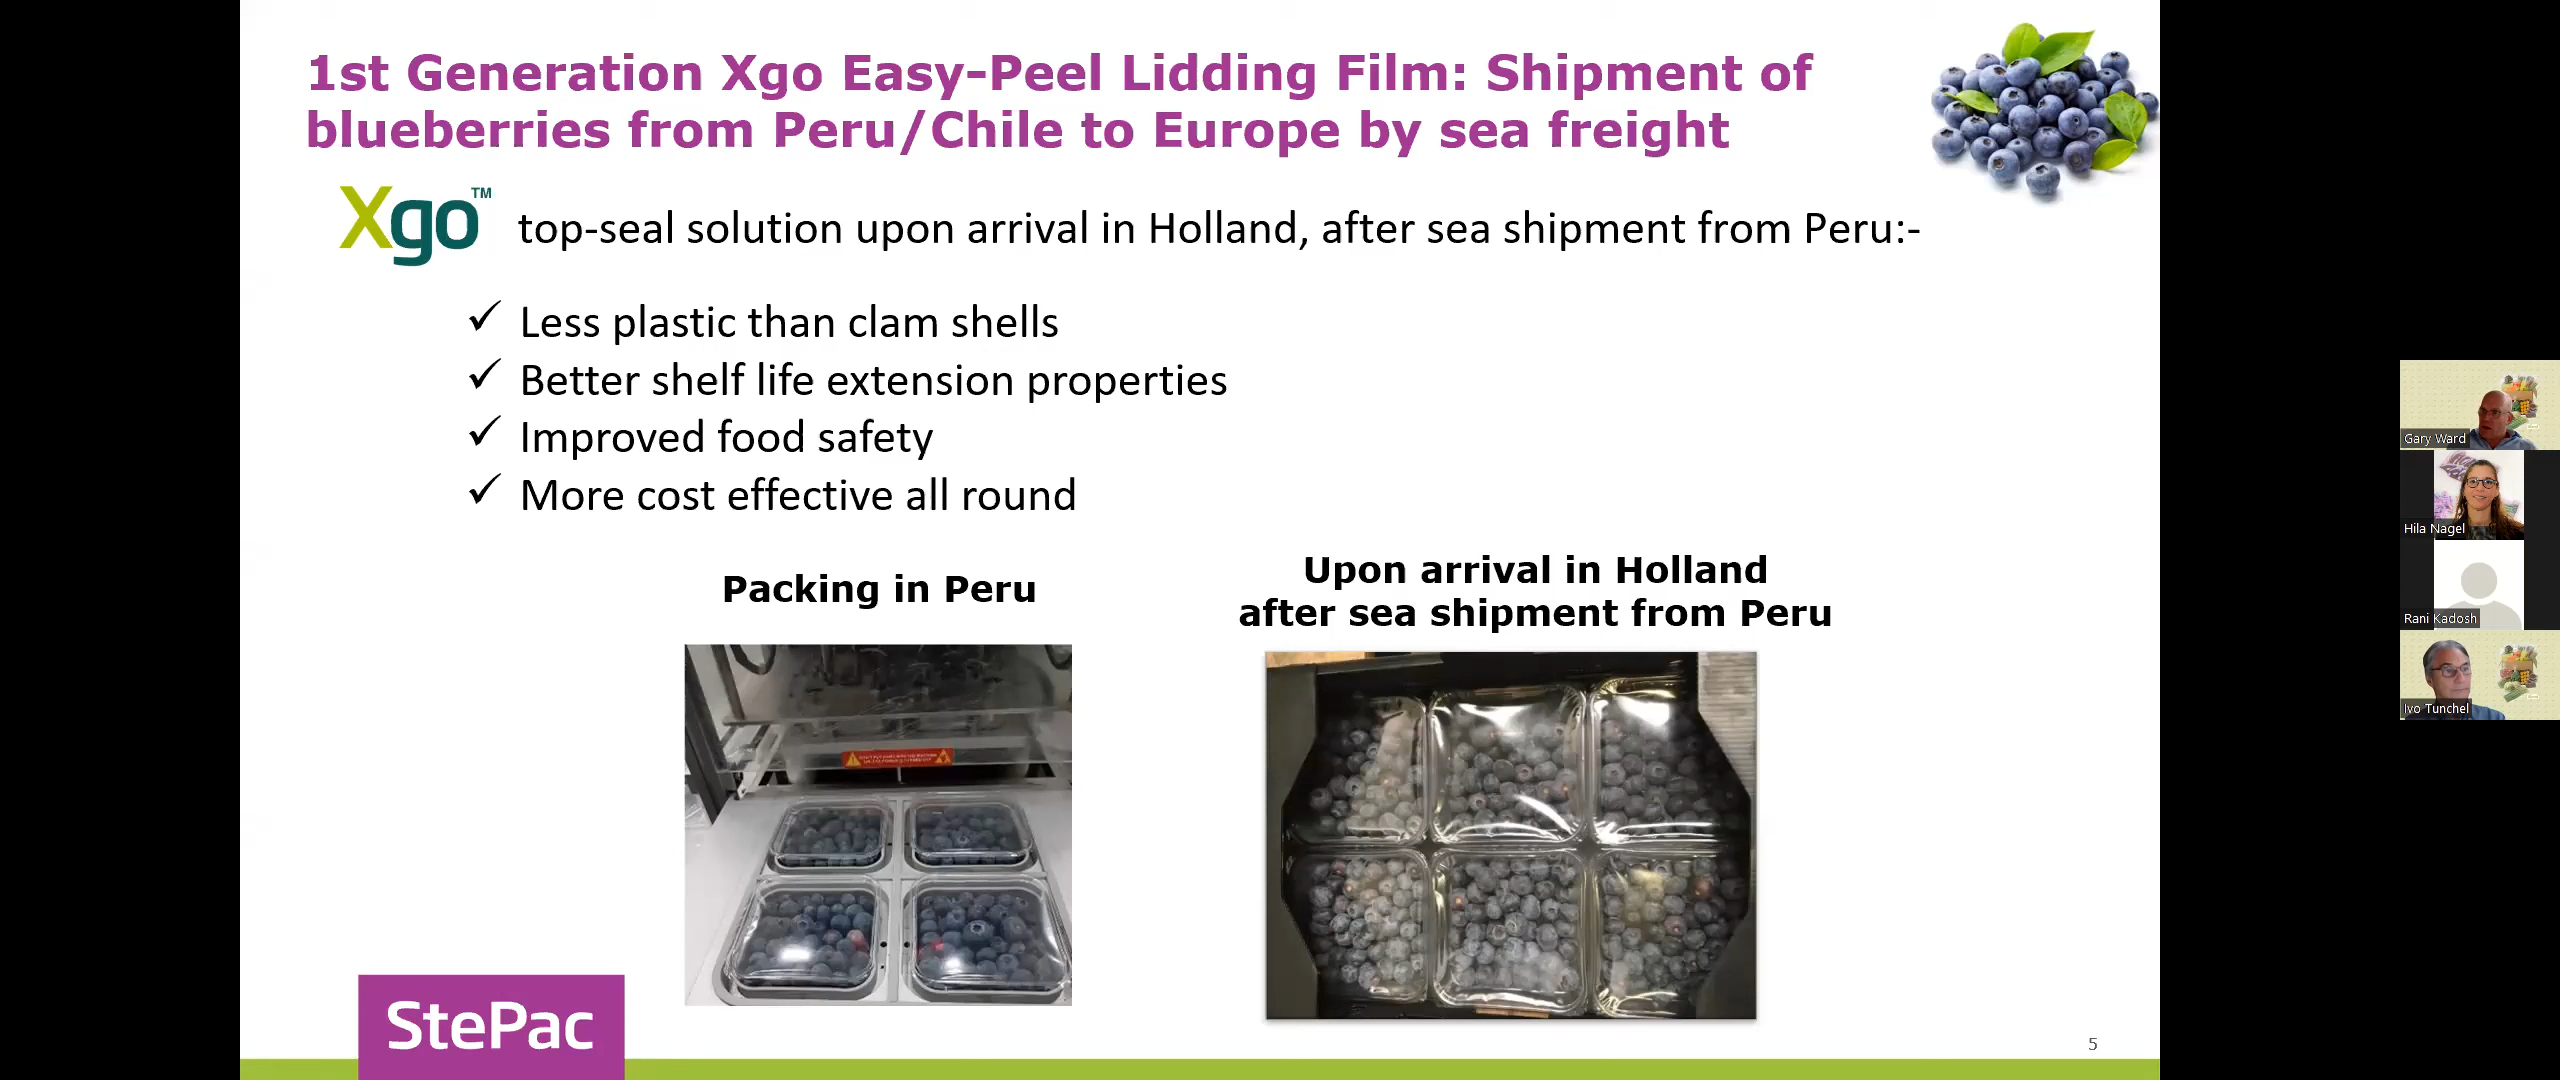 1st Generation Xgo Easy-Peel Lidding Film: Shipment of
blueberries from Peru/Chile to Europe by sea freight
Xgo™ top-seal solution upon arrival in Holland, after sea shipment from Peru:-
✓ Less plastic than clam shells
✓ Better shelf life extension properties
✓ Improved food safety
✓ More cost effective all round
Packing in Peru
Upon arrival in Holland
after sea shipment from Peru
StePac
5
Gary Ward
Hila Nagel
Rani Kadosh
Ivo Tunchel